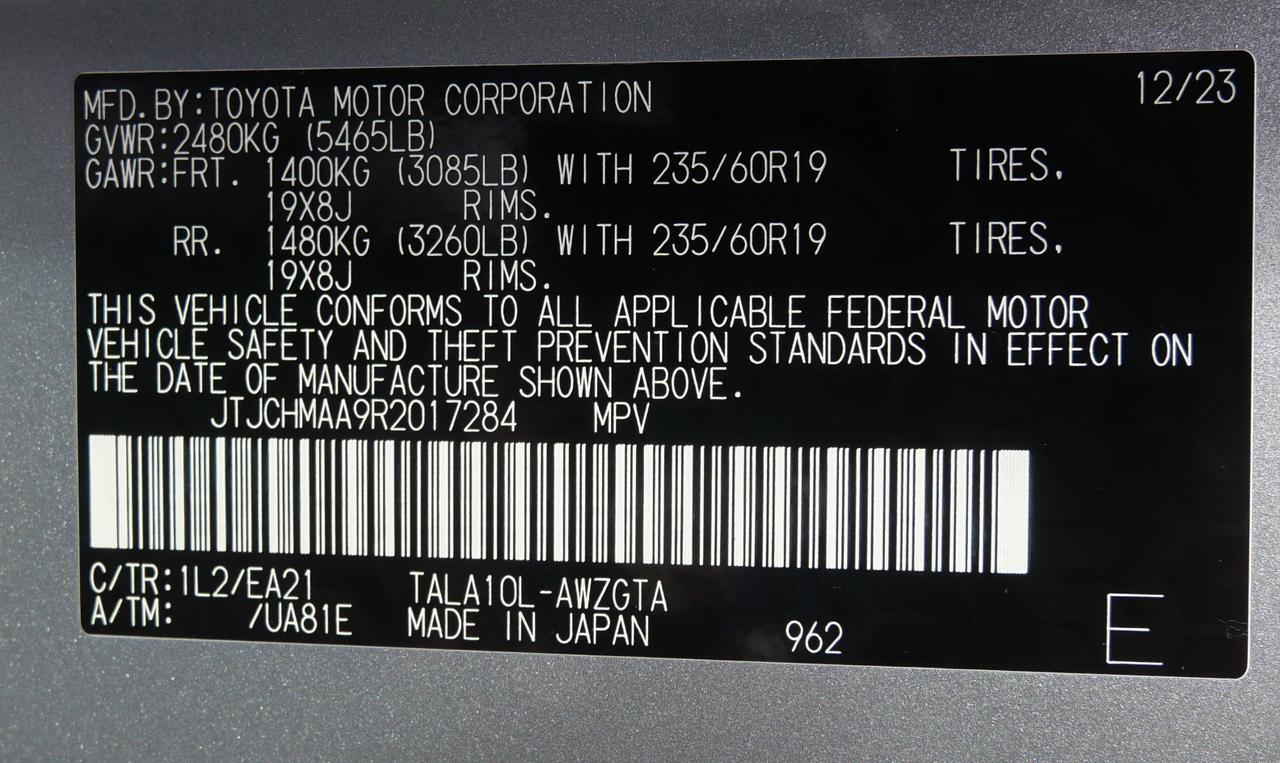 12/23
MFD.BY:TOYOTA MOTOR CORPORATION
GVWR:2480KG (5465LB)
GAWR:FRT. 1400KG (3085LB) WITH 235/60R19 TIRES.
19X8J RIMS.
RR. 1480KG (3260LB) WITH 235/60R19 TIRES.
19X8J RIMS.
THIS VEHICLE CONFORMS TO ALL APPLICABLE FEDERAL MOTOR
VEHICLE SAFETY AND THEFT PREVENTION STANDARDS IN EFFECT ON
THE DATE OF MANUFACTURE SHOWN ABOVE.
JTJCHMAA9R2017284 MPV
C/TR:1L2/EA21 TALA10L-AWZGTA
A/TM: /UA81E MADE IN JAPAN 962 E